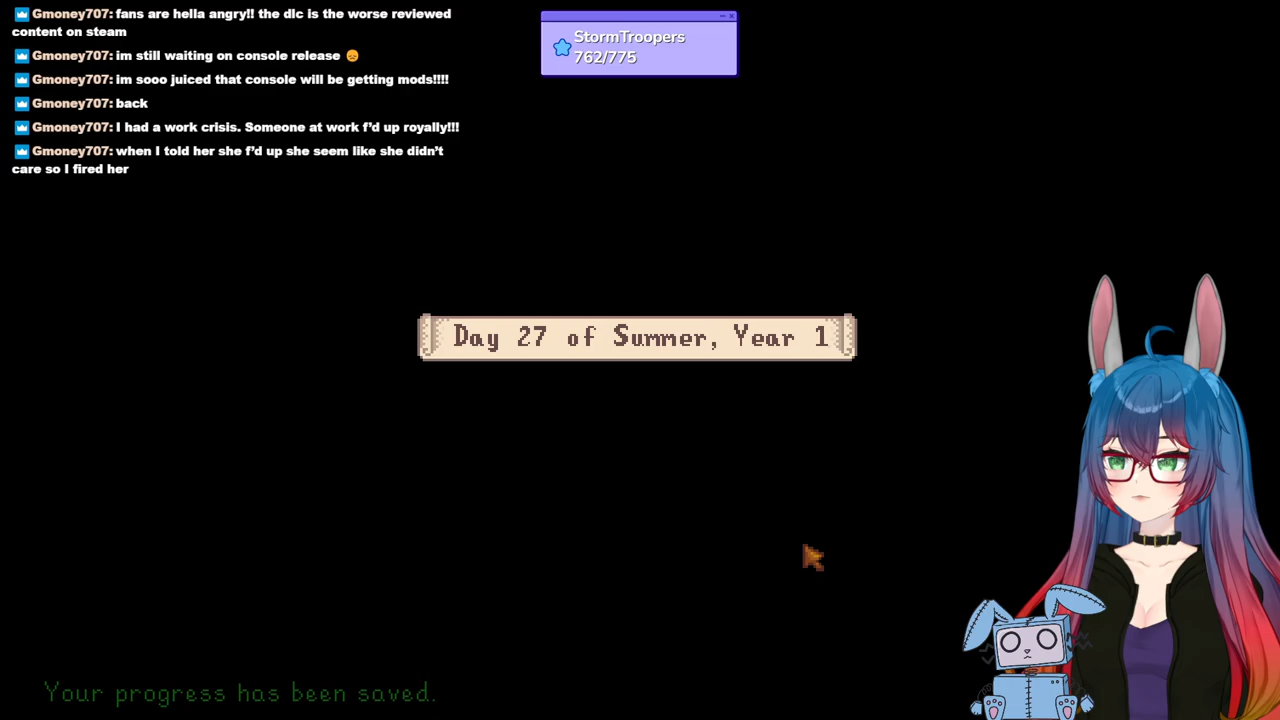 Gmoney707: fans are hella angry!! the dlc is the worse reviewed
content on steam
Gmoney707: im still waiting on console release 😞
Gmoney707: im sooo juiced that console will be getting mods!!!!
Gmoney707: back
Gmoney707: I had a work crisis. Someone at work f’d up royally!!!
Gmoney707: when I told her she f’d up she seem like she didn’t
care so I fired her
StormTroopers
762/775
Day 27 of Summer, Year 1
Your progress has been saved.